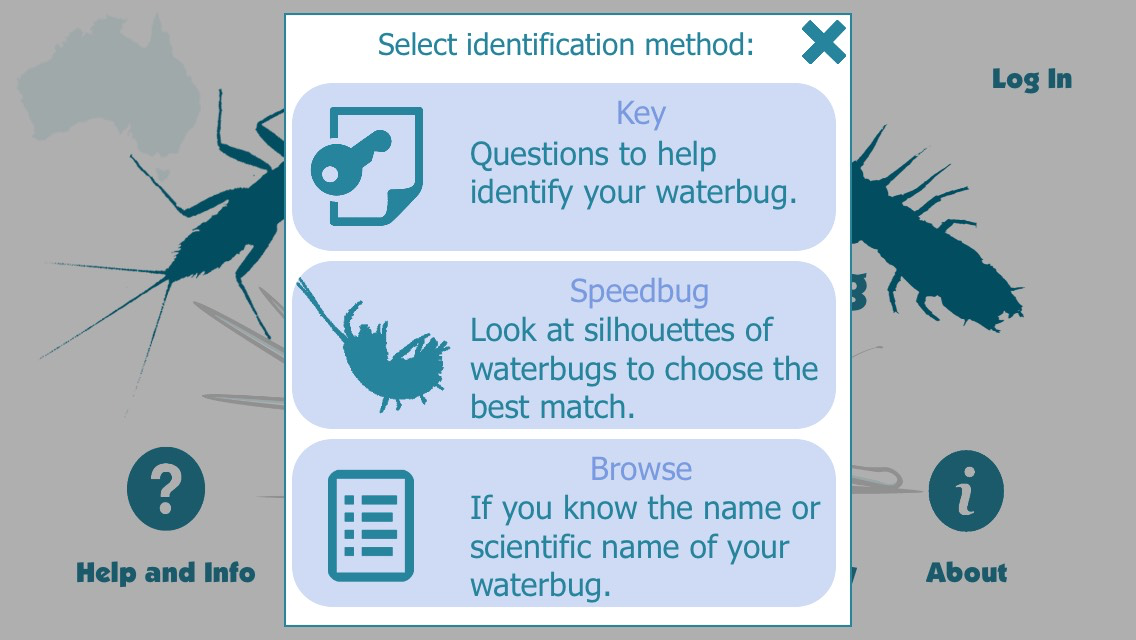 Select identification method:
Log In
Key
Questions to help
identify your waterbug.
Speedbug
Look at silhouettes of
waterbugs to choose the
best match.
Browse
If you know the name or
scientific name of your
waterbug.
Help and Info
About